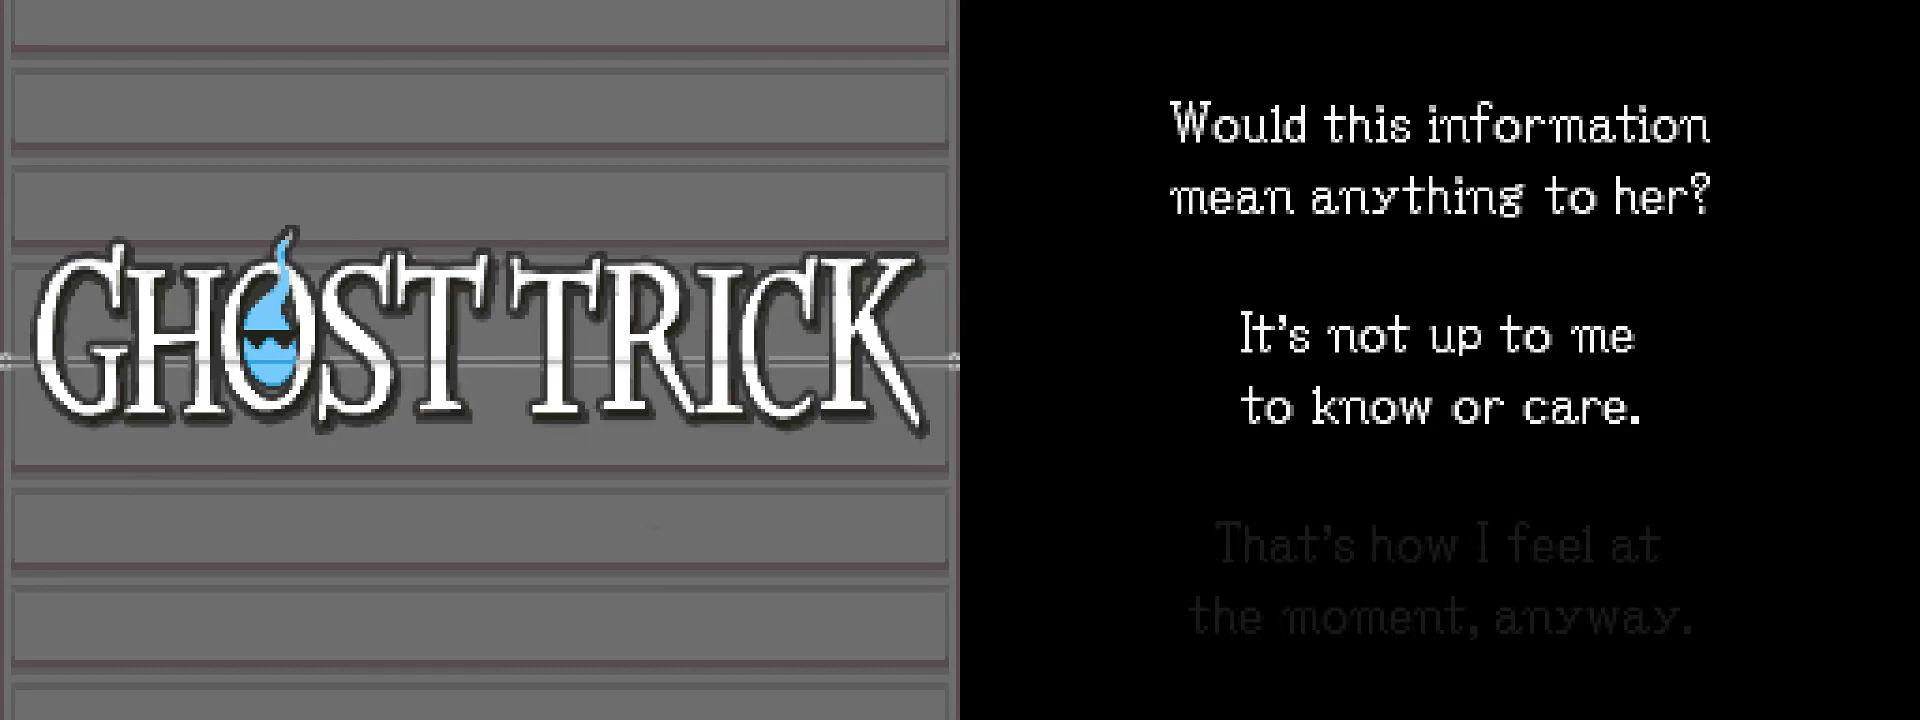 GHOST TRICK
Would this information
mean anything to her?
It's not up to me
to know or care.
That's how I feel at
the moment, anyway.